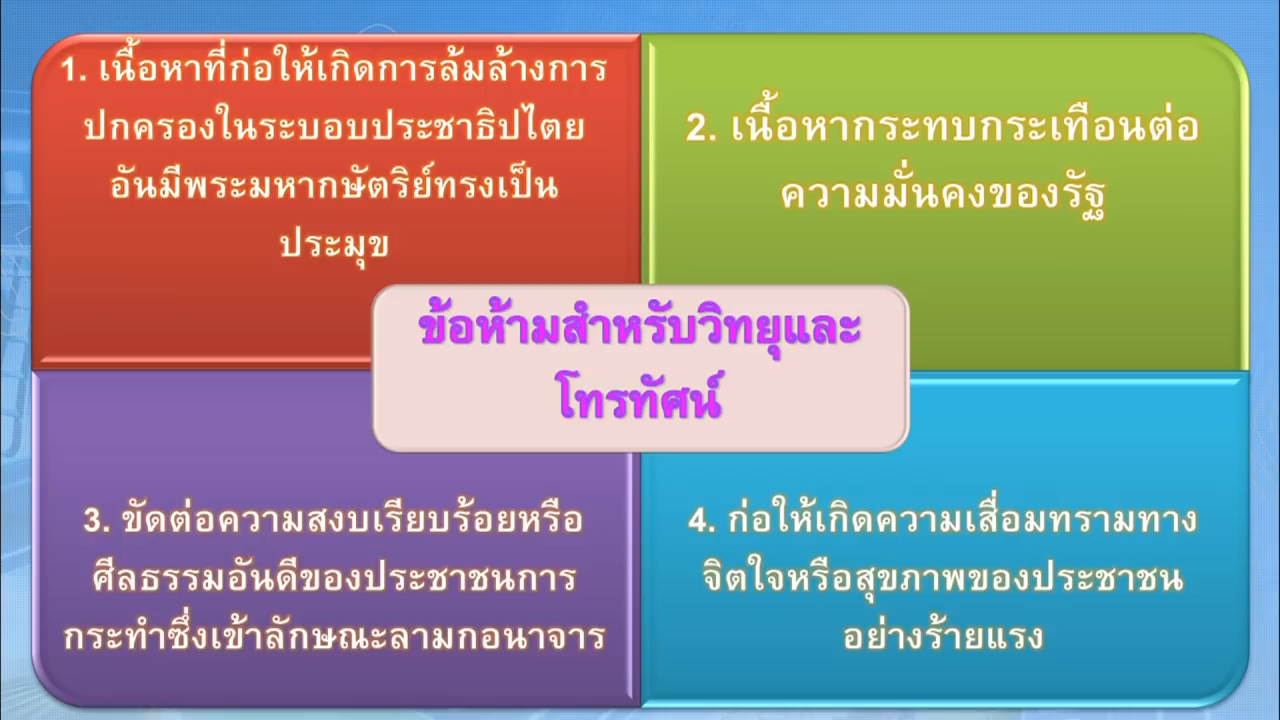 1. เนื้อหาที่ก่อให้เกิดการล้มล้างการ
ปกครองในระบอบประชาธิปไตย
อันมีพระมหากษัตริย์ทรงเป็น
ประมุข
2. เนื้อหากระทบกระเทือนต่อ
ความมั่นคงของรัฐ
ข้อห้ามสำหรับวิทยุและ
โทรทัศน์
3. ขัดต่อความสงบเรียบร้อยหรือ
ศีลธรรมอันดีของประชาชนการ
กระทำซึ่งเข้าลักษณะลามกอนาจาร
4. ก่อให้เกิดความเสื่อมทรามทาง
จิตใจหรือสุขภาพของประชาชน
อย่างร้ายแรง